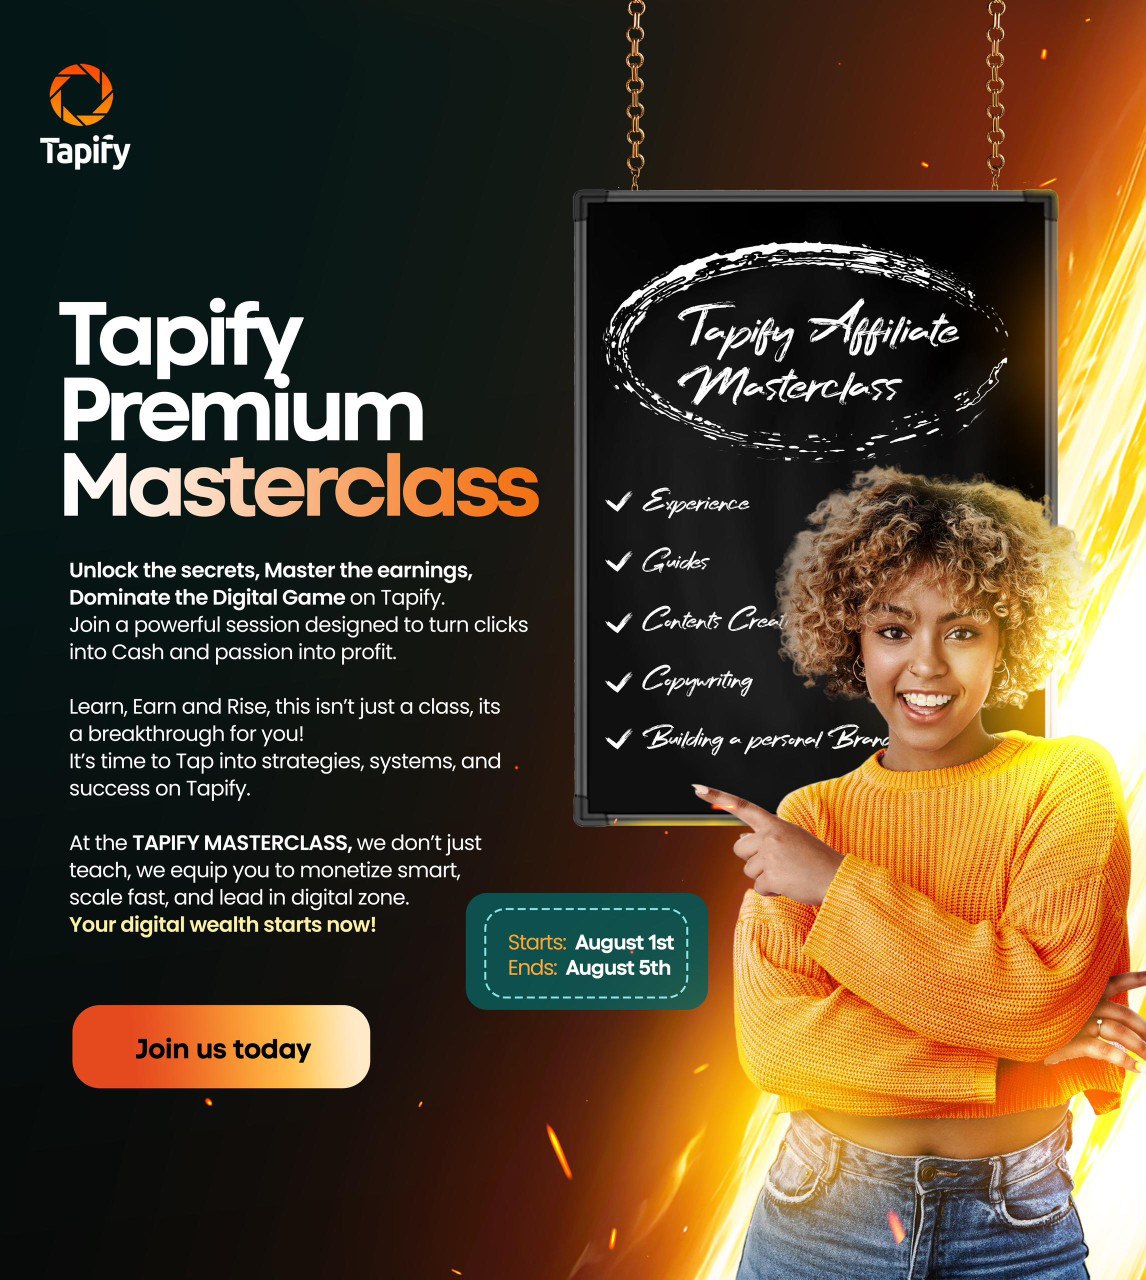 Tapify
Tapify
Premium
Masterclass
Unlock the secrets, Master the earnings,
Dominate the Digital Game on Tapify.
Join a powerful session designed to turn clicks
into Cash and passion into profit.
Learn, Earn and Rise, this isn’t just a class, its
a breakthrough for you!
It’s time to Tap into strategies, systems, and
success on Tapify.
At the TAPIFY MASTERCLASS, we don’t just
teach, we equip you to monetize smart,
scale fast, and lead in digital zone.
Your digital wealth starts now!
Join us today
Starts: August 1st
Ends: August 5th
Tapify Affiliate
Masterclass
Experience
Guides
Contents
Copywriting
Building a personal Brand